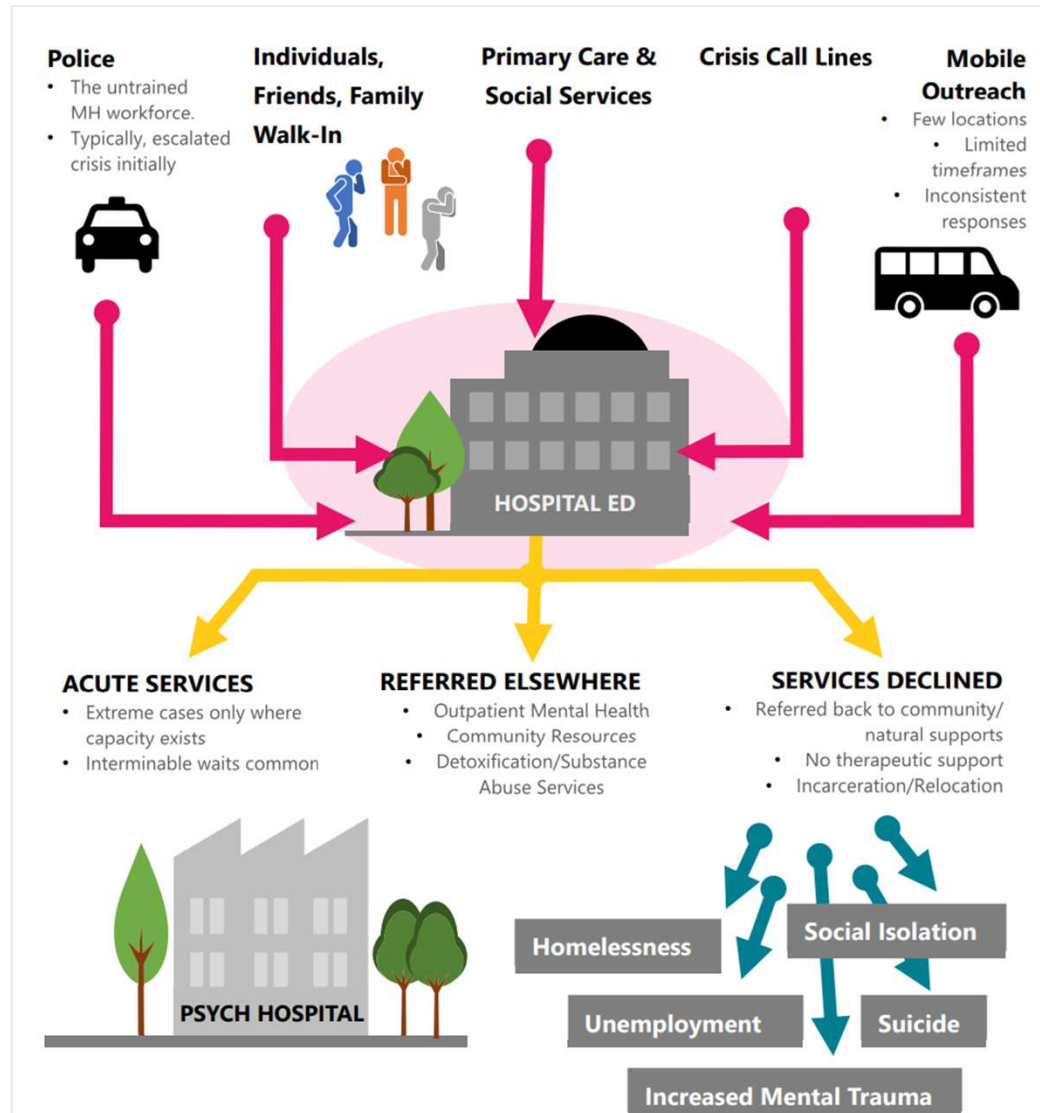 Police
• The untrained
MH workforce.
• Typically, escalated
crisis initially
Individuals,
Friends, Family
Walk-In
Primary Care &
Social Services
Crisis Call Lines
Mobile
Outreach
• Few locations
• Limited
timeframes
• Inconsistent
responses
HOSPITAL ED
ACUTE SERVICES
• Extreme cases only where
capacity exists
• Interminable waits common
REFERRED ELSEWHERE
• Outpatient Mental Health
• Community Resources
• Detoxification/Substance
Abuse Services
SERVICES DECLINED
• Referred back to community/
natural supports
• No therapeutic support
• Incarceration/Relocation
PSYCH HOSPITAL
Homelessness
Social Isolation
Unemployment
Suicide
Increased Mental Trauma